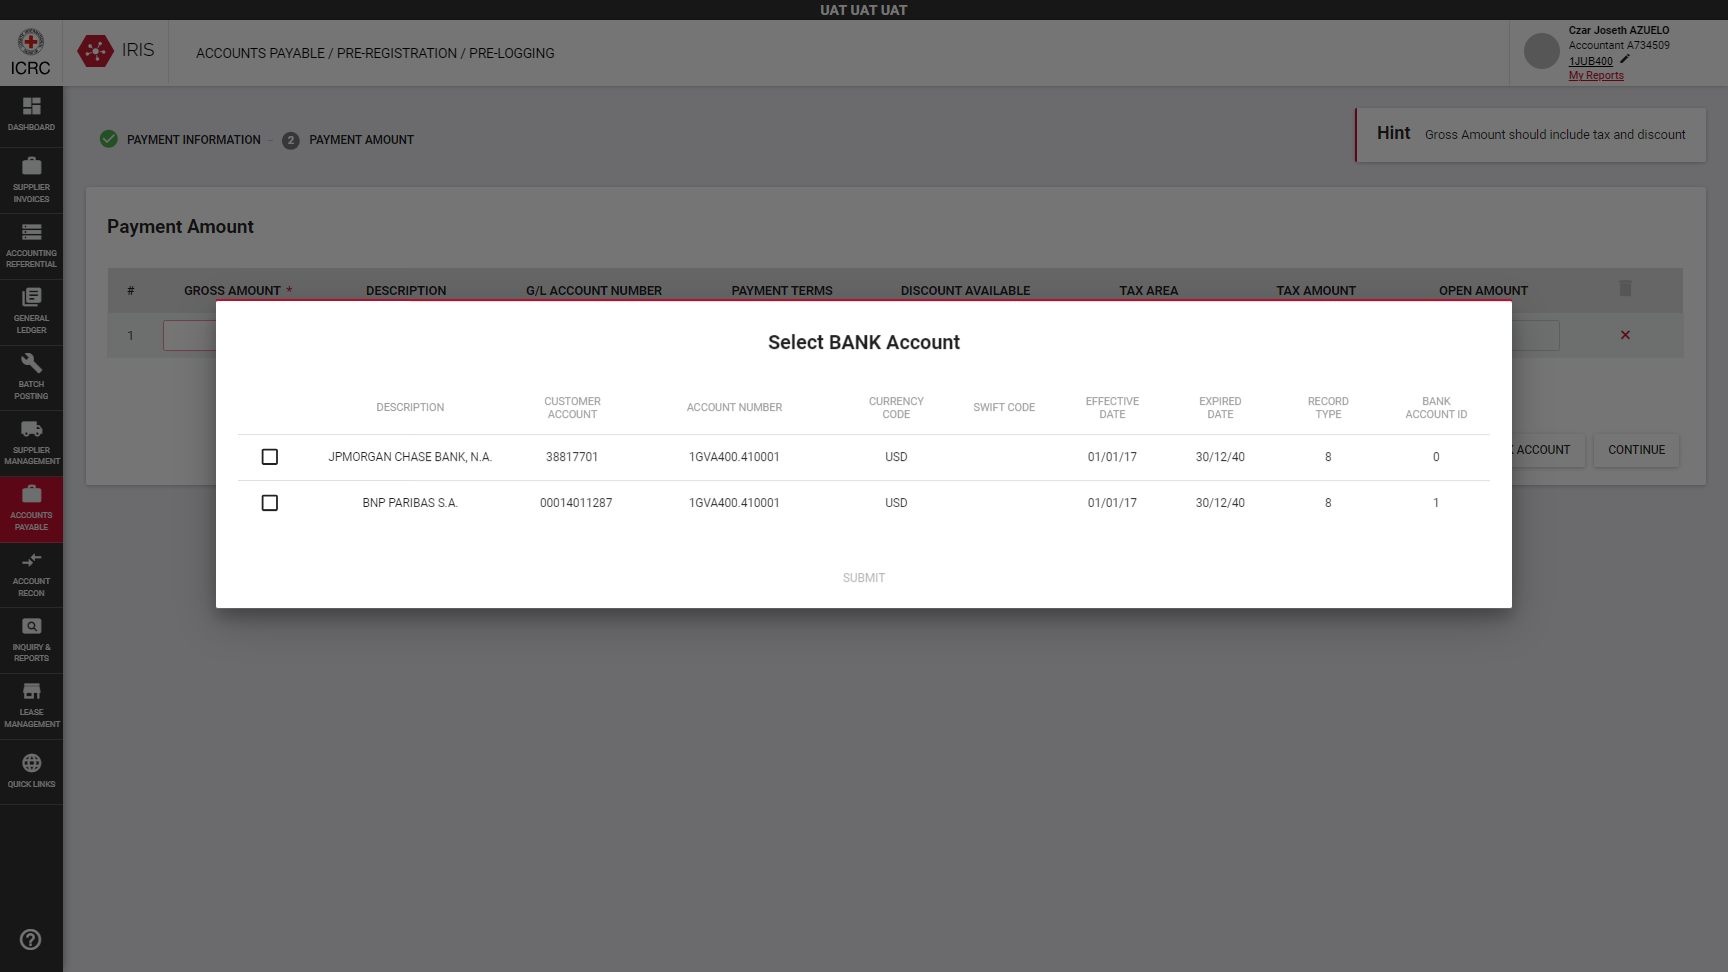 UAT UAT UAT
ICRC
IRIS
ACCOUNTS PAYABLE / PRE-REGISTRATION / PRE-LOGGING
Czar Joseth AZUELO
Accountant A734509
1JUB400
My Reports
DASHBOARD
SUPPLIER
INVOICES
ACCOUNTING
REFERENTIAL
GENERAL
LEDGER
BATCH
POSTING
SUPPLIER
MANAGEMENT
ACCOUNTS
PAYABLE
ACCOUNT
RECON
INQUIRY &
REPORTS
LEASE
MANAGEMENT
QUICK LINKS
PAYMENT INFORMATION - 2 PAYMENT AMOUNT
Hint Gross Amount should include tax and discount
Payment Amount
# GROSS AMOUNT * DESCRIPTION G/L ACCOUNT NUMBER PAYMENT TERMS DISCOUNT AVAILABLE TAX AREA TAX AMOUNT OPEN AMOUNT
1
ACCOUNT CONTINUE
Select BANK Account
DESCRIPTION CUSTOMER ACCOUNT ACCOUNT NUMBER CURRENCY CODE SWIFT CODE EFFECTIVE DATE EXPIRED DATE RECORD TYPE BANK ACCOUNT ID
JPMORGAN CHASE BANK, N.A. 38817701 1GVA400.410001 USD 01/01/17 30/12/40 8 0
BNP PARIBAS S.A. 00014011287 1GVA400.410001 USD 01/01/17 30/12/40 8 1
SUBMIT